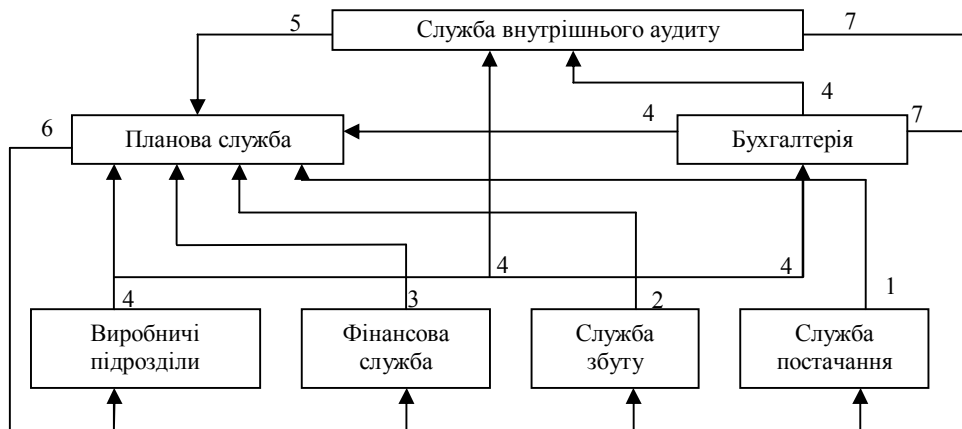 5 Служба внутрішнього аудиту 7
4
6 4 7
Планова служба Бухгалтерія
4 4
4 3 2 1
Виробничі
підрозділи
Фінансова
служба
Служба
збуту
Служба
постачання